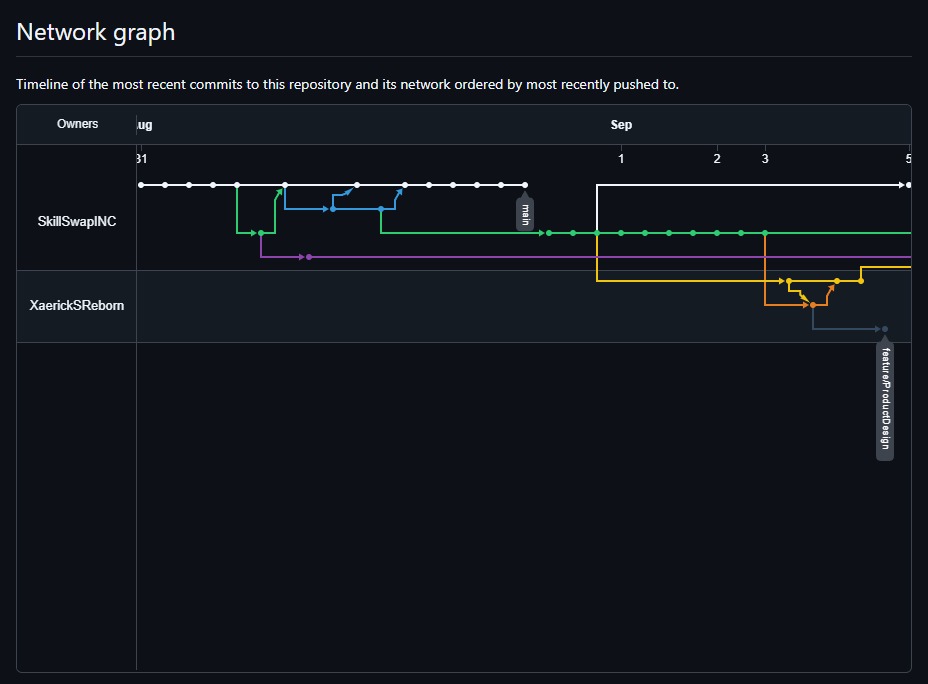 Network graph
Timeline of the most recent commits to this repository and its network ordered by most recently pushed to.
Owners
ug
Sep
31
1
2
3
5
SkillSwapINC
main
XaerickSReborn
feature/ProductDesign